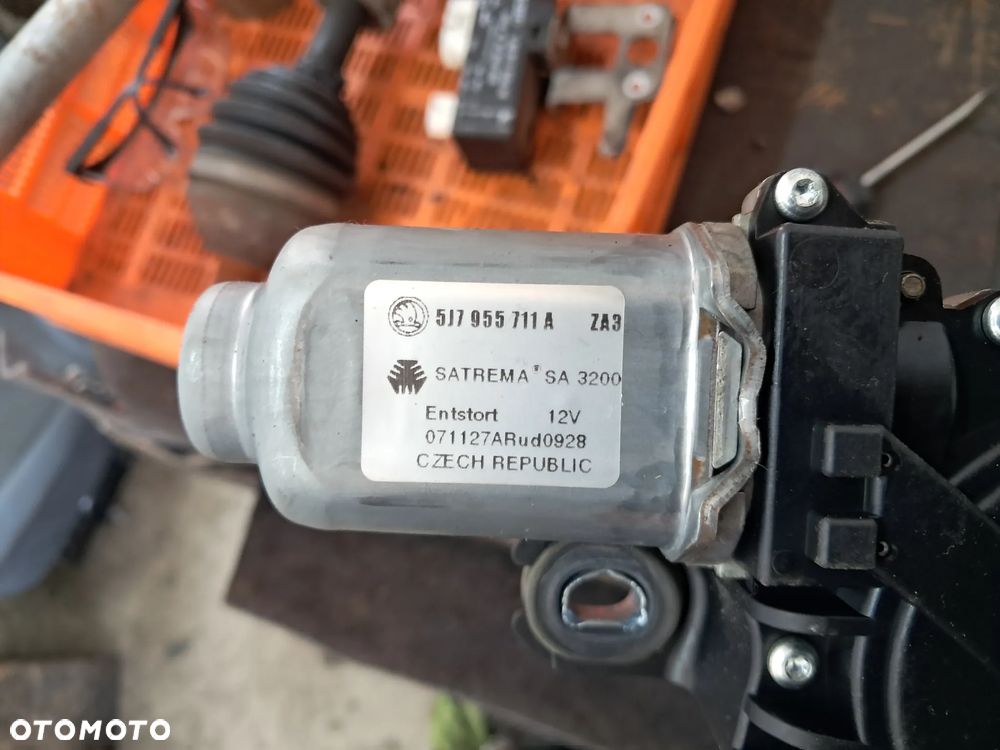 5J7 955 711 A ZA3
SATREMA® SA 3200
Entstort 12V
071127ARud0928
CZECH REPUBLIC
OTOMOTO